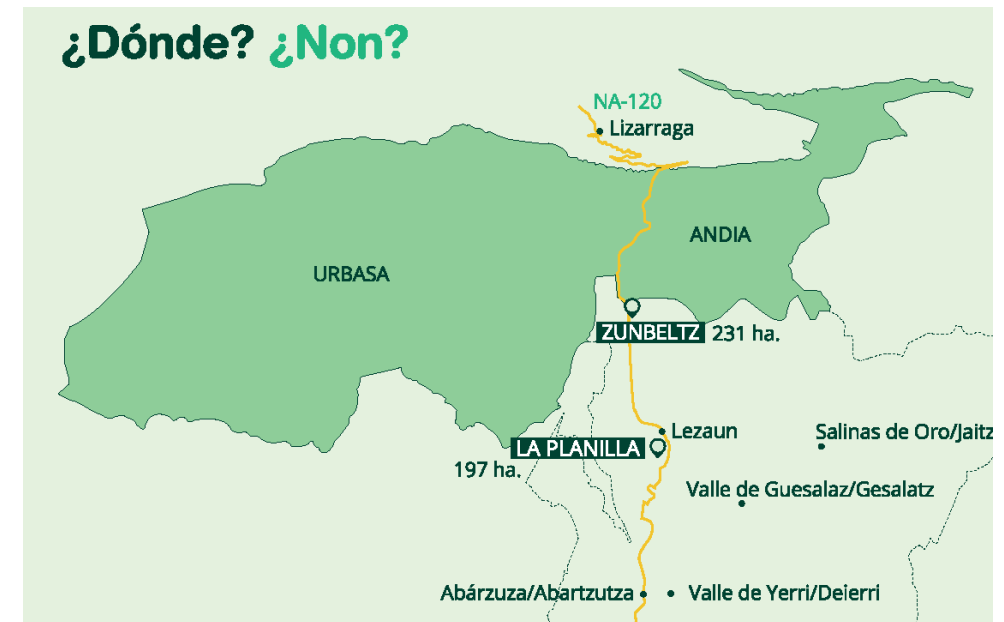 ¿Dónde? ¿Non?
NA-120
Lizarraga
ANDIA
URBASA
ZUNBELTZ 231 ha.
Lezaun
Salinas de Oro/Jaitz
LA PLANILLA
197 ha.
Valle de Guesalaz/Gesalatz
Abárzuza/Abartzutza
Valle de Yerri/Deierri